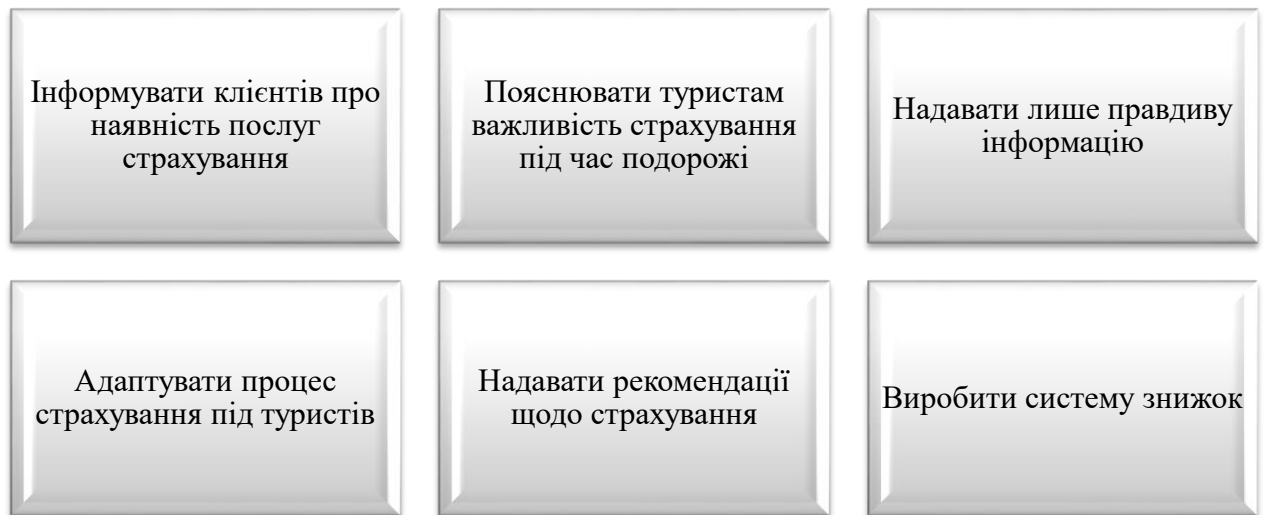 Інформувати клієнтів про
наявність послуг
страхування
Пояснювати туристам
важливість страхування
під час подорожі
Надавати лише правдиву
інформацію
Адаптувати процес
страхування під туристів
Надавати рекомендації
щодо страхування
Виробити систему знижок